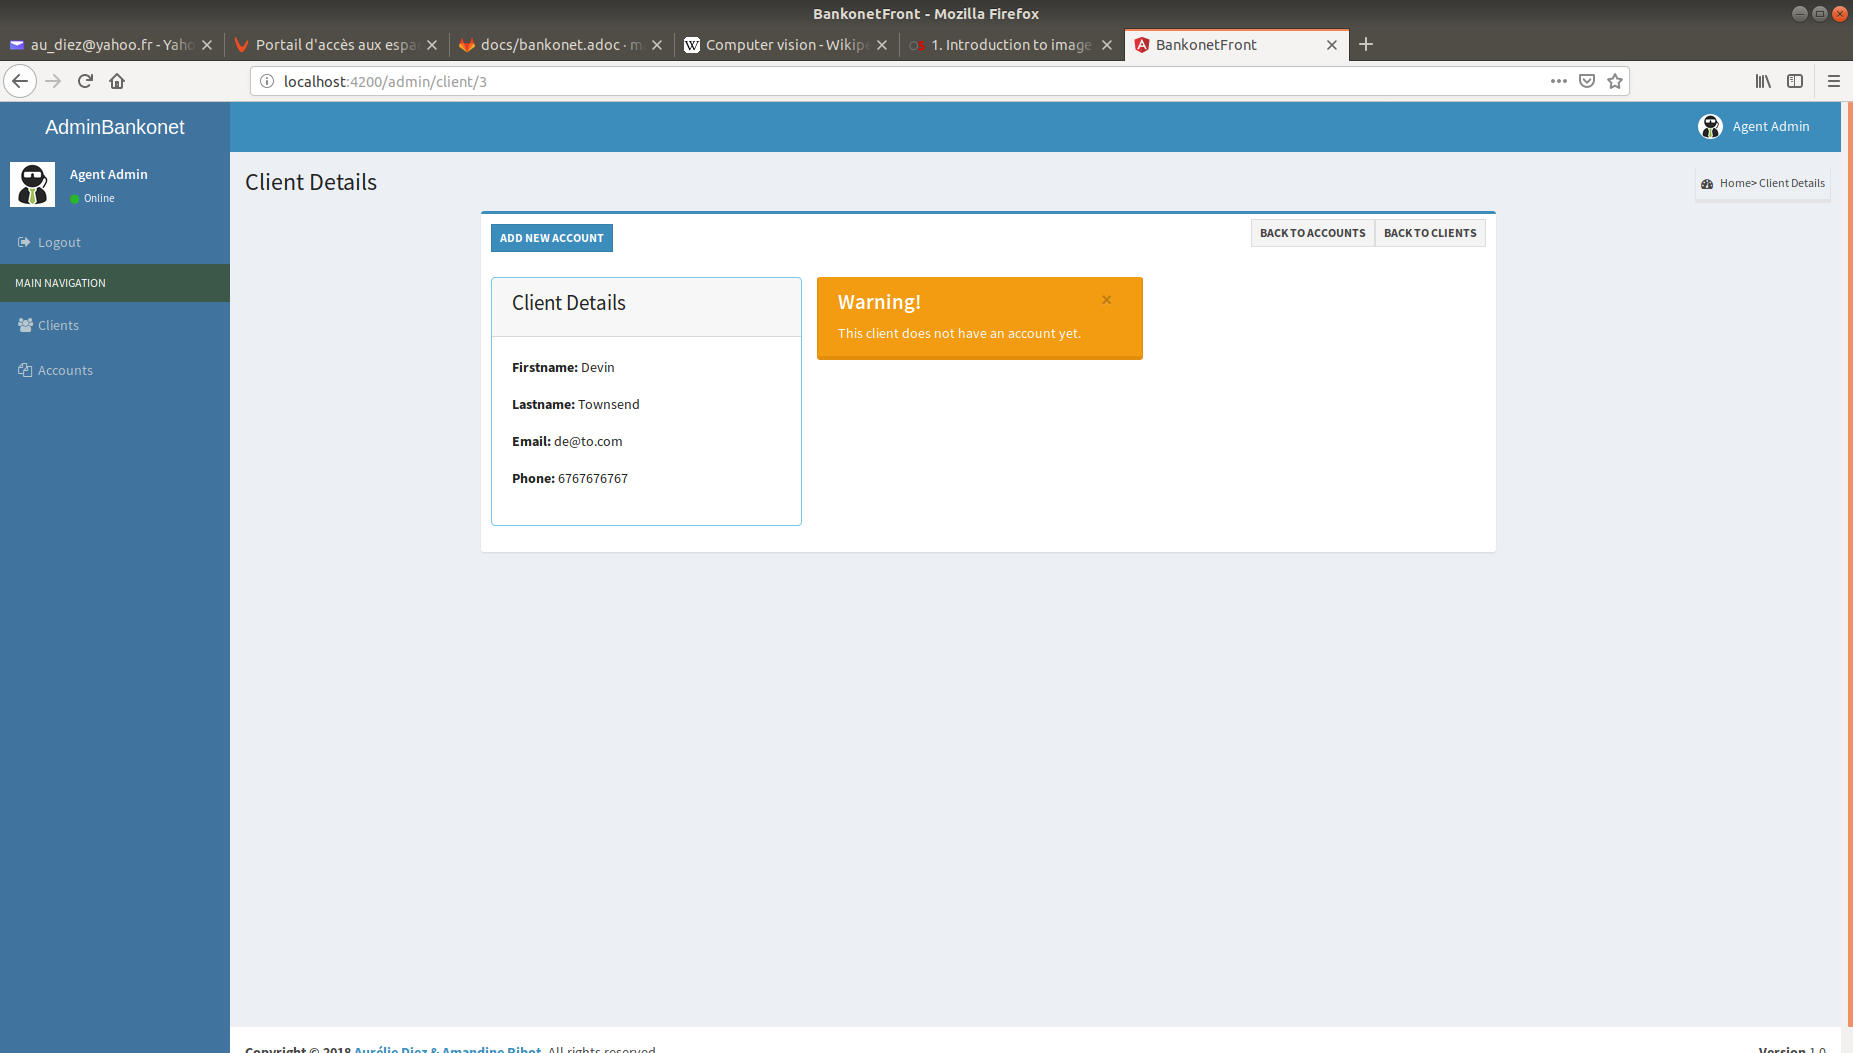 BankonetFront - Mozilla Firefox
au_diez@yahoo.fr - Yaho
Portail d'accès aux espa
docs/bankonet.adoc · m
Computer vision - Wikipe
1. Introduction to image
BankonetFront
localhost:4200/admin/client/3
AdminBankonet
Agent Admin
Agent Admin
Online
Client Details
Home> Client Details
Logout
MAIN NAVIGATION
Clients
Accounts
ADD NEW ACCOUNT
BACK TO ACCOUNTS
BACK TO CLIENTS
Client Details
Firstname: Devin
Lastname: Townsend
Email: de@to.com
Phone: 6767676767
Warning!
×
This client does not have an account yet.
Copyright © 2018 Aurélie Diez & Amandine Ribot. All rights reserved.
Version 1.0